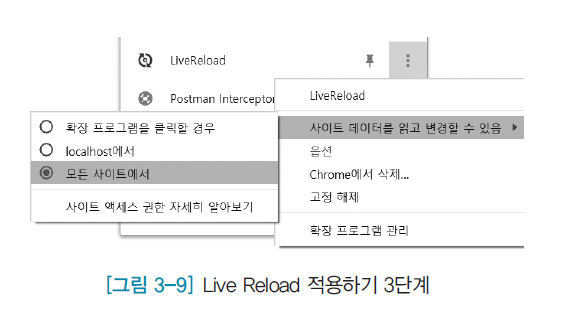 LiveReload
Postman Interceptor
LiveReload
사이트 데이터를 읽고 변경할 수 있음
옵션
Chrome에서 삭제...
고정 해제
확장 프로그램 관리
확장 프로그램을 클릭할 경우
localhost에서
모든 사이트에서
사이트 액세스 권한 자세히 알아보기
[그림 3-9] Live Reload 적용하기 3단계